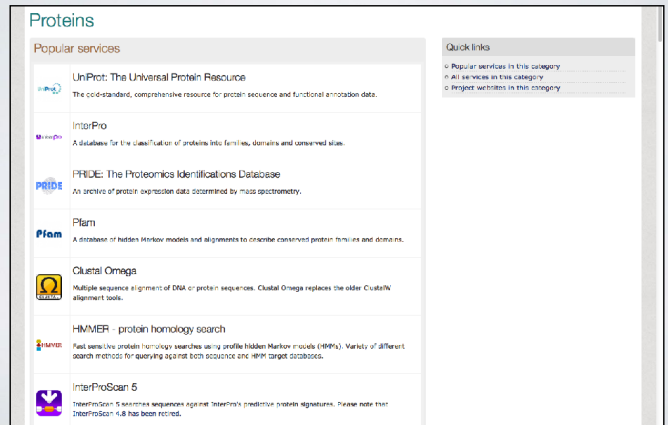 Proteins
Popular services
UniProt: The Universal Protein Resource
The gold-standard, comprehensive resource for protein sequence and functional annotation data.
InterPro
A database for the classification of proteins into families, domains and conserved sites.
PRIDE
PRIDE: The Proteomics Identifications Database
An archive of protein expression data determined by mass spectrometry.
Pfam
Pfam
A database of hidden Markov models and alignments to describe conserved protein families and domains.
Ω
CLUSTAL
Clustal Omega
Multiple sequence alignment of DNA or protein sequences. Clustal Omega replaces the older ClustalW
alignment tools.
HMMER
HMMER - protein homology search
Fast sensitive protein homology searches using profile hidden Markov models (HMMs). Variety of different
search methods for querying against both sequence and HMM target databases.
InterProScan 5
InterProScan 5 searches sequences against InterPro's predictive protein signatures. Please note that
InterProScan 4.8 has been retired.
Quick links
Popular services in this category
All services in this category
Project websites in this category